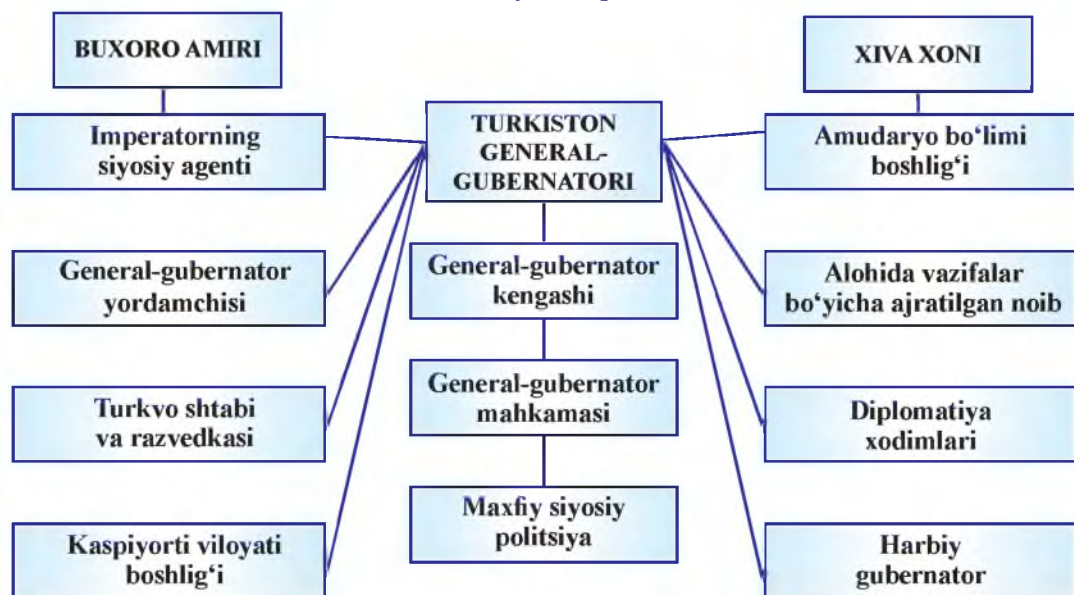 BUXORO AMIRI
XIVA XONI
Imperatorning
siyosiy agenti
TURKISTON
GENERAL-
GUBERNATORI
Amudaryo bo‘limi
boshlig‘i
General-gubernator
yordamchisi
General-gubernator
kengashi
Alohida vazifalar
bo‘yicha ajratilgan noib
Turkvo shtabi
va razvedkasi
General-gubernator
mahkamasi
Diplomatiya
xodimlari
Kaspiyorti viloyati
boshlig‘i
Maxfiy siyosiy
politsiya
Harbiy
gubernator